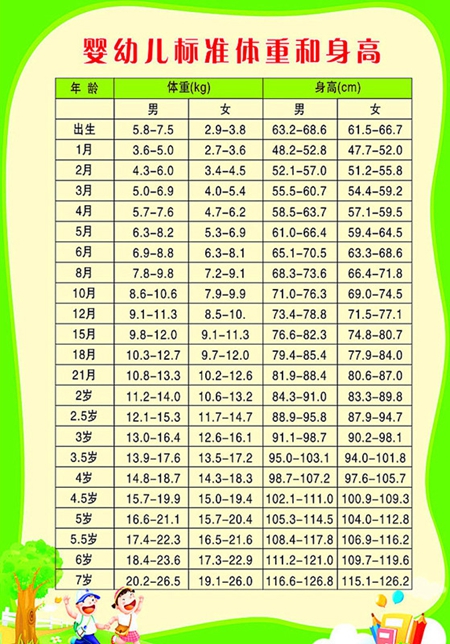 婴幼儿标准体重和身高
年 龄 体重(kg) 身高(cm)
男 女 男 女
出生 5.8-7.5 2.9-3.8 63.2-68.6 61.5-66.7
1月 3.6-5.0 2.7-3.6 48.2-52.8 47.7-52.0
2月 4.3-6.0 3.4-4.5 52.1-57.0 51.2-55.8
3月 5.0-6.9 4.0-5.4 55.5-60.7 54.4-59.2
4月 5.7-7.6 4.7-6.2 58.5-63.7 57.1-59.5
5月 6.3-8.2 5.3-6.9 61.0-66.4 59.4-64.5
6月 6.9-8.8 6.3-8.1 65.1-70.5 63.3-68.6
8月 7.8-9.8 7.2-9.1 68.3-73.6 66.4-71.8
10月 8.6-10.6 7.9-9.9 71.0-76.3 69.0-74.5
12月 9.1-11.3 8.5-10. 73.4-78.8 71.5-77.1
15月 9.8-12.0 9.1-11.3 76.6-82.3 74.8-80.7
18月 10.3-12.7 9.7-12.0 79.4-85.4 77.9-84.0
21月 10.8-13.3 10.2-12.6 81.9-88.4 80.6-87.0
2岁 11.2-14.0 10.6-13.2 84.3-91.0 83.3-89.8
2.5岁 12.1-15.3 11.7-14.7 88.9-95.8 87.9-94.7
3岁 13.0-16.4 12.6-16.1 91.1-98.7 90.2-98.1
3.5岁 13.9-17.6 13.5-17.2 95.0-103.1 94.0-101.8
4岁 14.8-18.7 14.3-18.3 98.7-107.2 97.6-105.7
4.5岁 15.7-19.9 15.0-19.4 102.1-111.0 100.9-109.3
5岁 16.6-21.1 15.7-20.4 105.3-114.5 104.0-112.8
5.5岁 17.4-22.3 16.5-21.6 108.4-117.8 106.9-116.2
6岁 18.4-23.6 17.3-22.9 111.2-121.0 109.7-119.6
7岁 20.2-26.5 19.1-26.0 116.6-126.8 115.1-126.2